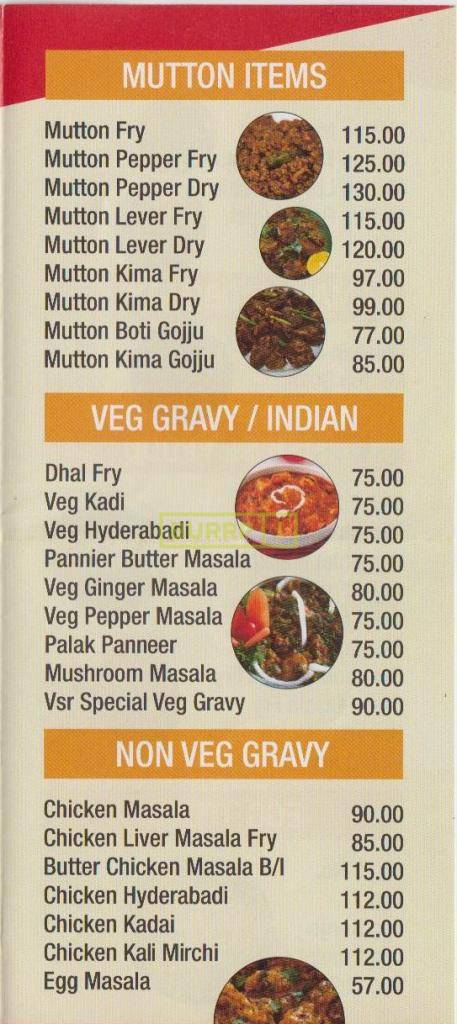 MUTTON ITEMS
Mutton Fry 115.00
Mutton Pepper Fry 125.00
Mutton Pepper Dry 130.00
Mutton Lever Fry 115.00
Mutton Lever Dry 120.00
Mutton Kima Fry 97.00
Mutton Kima Dry 99.00
Mutton Boti Gojju 77.00
Mutton Kima Gojju 85.00
VEG GRAVY / INDIAN
Dhal Fry 75.00
Veg Kadi 75.00
Veg Hyderabadi 75.00
Pannier Butter Masala 75.00
Veg Ginger Masala 80.00
Veg Pepper Masala 75.00
Palak Panneer 75.00
Mushroom Masala 80.00
Vsr Special Veg Gravy 90.00
NON VEG GRAVY
Chicken Masala 90.00
Chicken Liver Masala Fry 85.00
Butter Chicken Masala B/I 115.00
Chicken Hyderabadi 112.00
Chicken Kadai 112.00
Chicken Kali Mirchi 112.00
Egg Masala 57.00